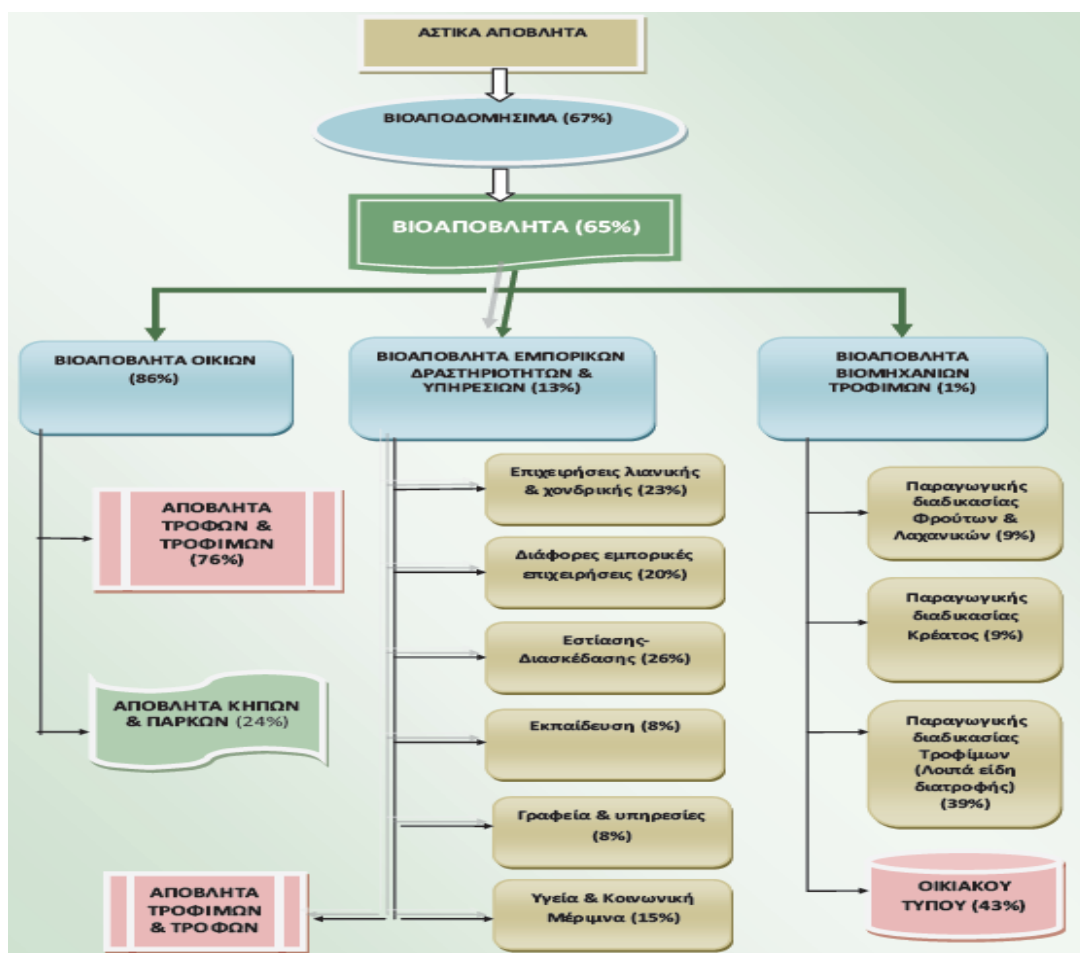 ΑΣΤΙΚΑ ΑΠΟΒΛΗΤΑ
ΒΙΟΑΠΟΔΟΜΗΣΙΜΑ (67%)
ΒΙΟΑΠΟΒΛΗΤΑ (65%)
ΒΙΟΑΠΟΒΛΗΤΑ ΟΙΚΙΩΝ
(86%)
ΑΠΟΒΛΗΤΑ
ΤΡΟΦΩΝ &
ΤΡΟΦΙΜΩΝ
(76%)
ΑΠΟΒΛΗΤΑ ΚΗΠΩΝ
& ΠΑΡΚΩΝ (24%)
ΒΙΟΑΠΟΒΛΗΤΑ ΕΜΠΟΡΙΚΩΝ
ΔΡΑΣΤΗΡΙΟΤΗΤΩΝ &
ΥΠΗΡΕΣΙΩΝ (13%)
Επιχειρήσεις λιανικής
& χονδρικής (23%)
Διάφορες εμπορικές
επιχειρήσεις (20%)
Εστίασης-
Διασκέδασης (26%)
Εκπαίδευση (8%)
Γραφεία & υπηρεσίες
(8%)
Υγεία & Κοινωνική
Μέριμνα (15%)
ΑΠΟΒΛΗΤΑ
ΤΡΟΦΙΜΩΝ
& ΤΡΟΦΩΝ
ΒΙΟΑΠΟΒΛΗΤΑ
ΒΙΟΜΗΧΑΝΙΩΝ
ΤΡΟΦΙΜΩΝ (1%)
Παραγωγικής
διαδικασίας
Φρούτων &
Λαχανικών (9%)
Παραγωγικής
διαδικασίας
Κρέατος (9%)
Παραγωγικής
διαδικασίας
Τροφίμων
(Λοιπά είδη
διατροφής)
(39%)
ΟΙΚΙΑΚΟΥ
ΤΥΠΟΥ (43%)